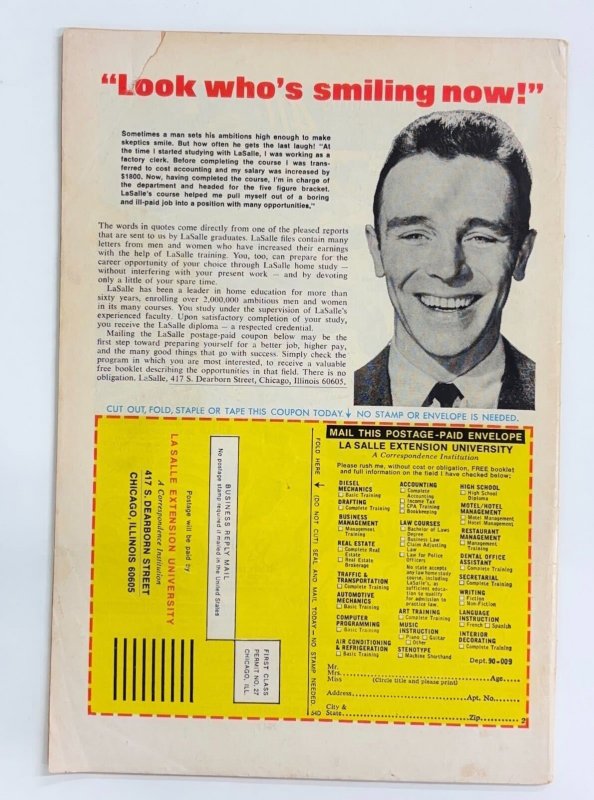 “Look who’s smiling now!”
Sometimes a man sets his ambitions high enough to make
skeptics smile. But how often he gets the last laugh! “At
the time I started studying with LaSalle, I was working as a
factory clerk. Before completing the course I was trans-
ferred to cost accounting and my salary was increased by
$1800. Now, having completed the course, I’m in charge of
the department and headed for the five figure bracket.
LaSalle’s course helped me pull myself out of a boring
and ill-paid job into a position with many opportunities,”
The words in quotes come directly from one of the pleased reports
that are sent to us by LaSalle graduates. LaSalle files contain many
letters from men and women who have increased their earnings
with the help of LaSalle training. You, too, can prepare for the
career opportunity of your choice through LaSalle home study —
without interfering with your present work — and by devoting
only a little of your spare time.
LaSalle has been a leader in home education for more than
sixty years, enrolling over 2,000,000 ambitious men and women
in its many courses. You study under the supervision of LaSalle’s
experienced faculty. Upon satisfactory completion of your study,
you receive the LaSalle diploma — a respected credential.
Mailing the LaSalle postage-paid coupon below may be the
first step toward preparing yourself for a better job, higher pay,
and the many good things that go with success. Simply check the
program in which you are most interested, to receive a valuable
free booklet describing the opportunities in that field. There is no
obligation. LaSalle, 417 S. Dearborn Street, Chicago, Illinois 60605.
CUT OUT, FOLD, STAPLE OR TAPE THIS COUPON TODAY. NO STAMP OR ENVELOPE IS NEEDED.
BUSINESS REPLY MAIL
No postage stamp required if mailed in the United States
FIRST CLASS
PERMIT NO. 27
CHICAGO, ILL.
Postage will be paid by
LA SALLE EXTENSION UNIVERSITY
A Correspondence Institution
417 S. DEARBORN STREET
CHICAGO, ILLINOIS 60605
FOLD HERE (DO NOT CUT) SEAL AND MAIL TODAY—NO STAMP NEEDED.
54D
MAIL THIS POSTAGE-PAID ENVELOPE
LA SALLE EXTENSION UNIVERSITY
A Correspondence Institution
Please rush me, without cost or obligation, FREE booklet
and full information on the field I have checked below:
DIESEL
MECHANICS
Basic Training
DRAFTING
Complete Training
BUSINESS
MANAGEMENT
Management
Training
REAL ESTATE
Complete Real
Estate
Real Estate
Brokerage
TRAFFIC &
TRANSPORTATION
Complete Training
AUTOMOTIVE
MECHANICS
Basic Training
COMPUTER
PROGRAMMING
Basic Training
AIR CONDITIONING
& REFRIGERATION
Basic Training
ACCOUNTING
Complete
Accounting
Income Tax
CPA Training
Bookkeeping
LAW COURSES
Bachelor of Laws
Degree
Business Law
Claim Adjusting
Law
Law for Police
Officers
No state accepts
any law home study
course, including
LaSalle’s, as
sufficient educa-
tion to qualify
for admission to
practice law.
ART TRAINING
Complete Training
MUSIC
INSTRUCTION
Piano Guitar
Other
STENOTYPE
Machine Shorthand
HIGH SCHOOL
High School
Diploma
MOTEL/HOTEL
MANAGEMENT
Motel Management
Hotel Management
RESTAURANT
MANAGEMENT
Management
Training
DENTAL OFFICE
ASSISTANT
Complete Training
SECRETARIAL
Complete Training
WRITING
Fiction
Non-Fiction
LANGUAGE
INSTRUCTION
French Spanish
INTERIOR
DECORATING
Complete Training
Dept. 90-009
Mr.
Mrs. Age
Miss (Circle title and please print)
Address Apt. No.
City &
State Zip 2